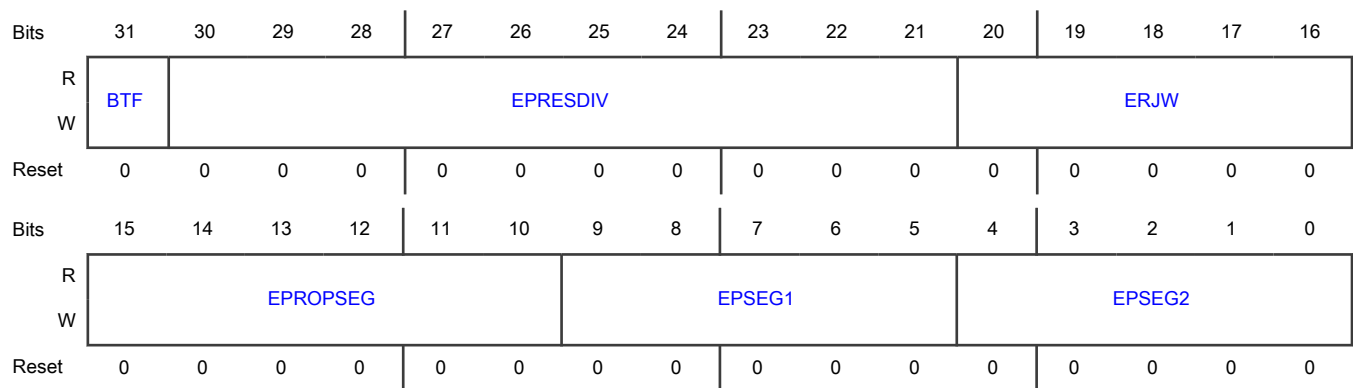 Bits 31 30 29 28 27 26 25 24 23 22 21 20 19 18 17 16
R
BTF EPRESDIV ERJW
W
Reset 0 0 0 0 0 0 0 0 0 0 0 0 0 0 0 0
Bits 15 14 13 12 11 10 9 8 7 6 5 4 3 2 1 0
R
EPROPSEG EPSEG1 EPSEG2
W
Reset 0 0 0 0 0 0 0 0 0 0 0 0 0 0 0 0